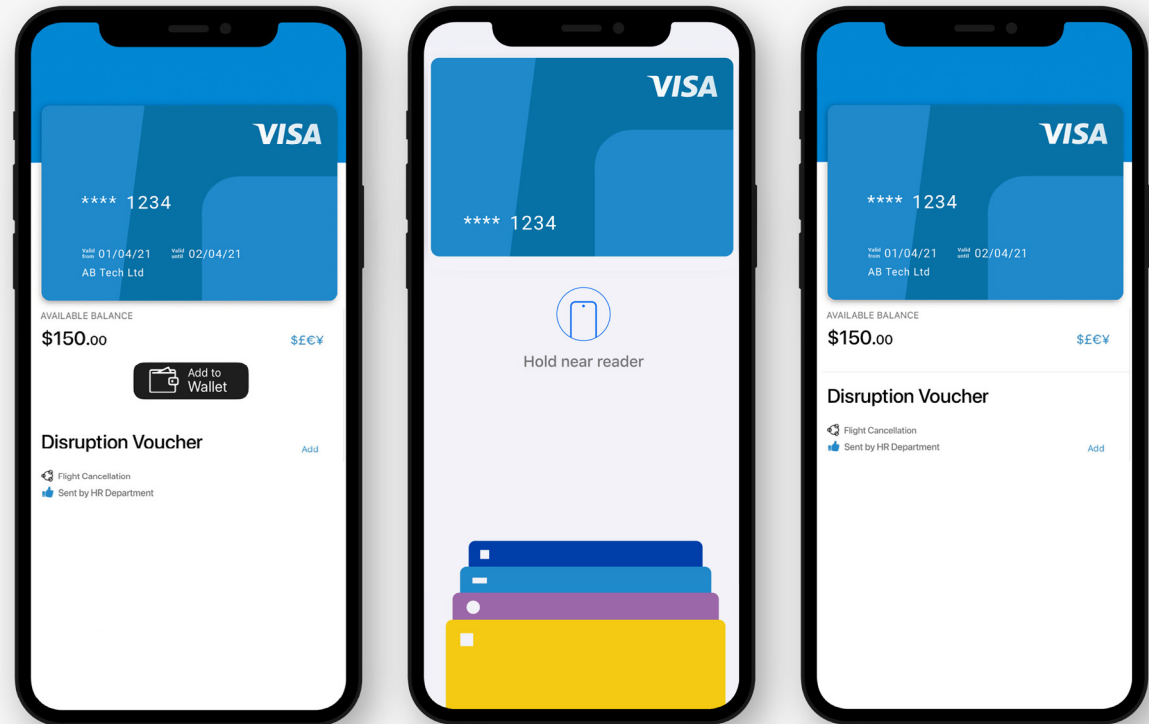 VISA
**** 1234
Valid from 01/04/21 Valid until 02/04/21
AB Tech Ltd
AVAILABLE BALANCE
$150.00 $£€¥
Add to
Wallet
Disruption Voucher
Add
Flight Cancellation
Sent by HR Department
VISA
**** 1234
Hold near reader
VISA
**** 1234
Valid from 01/04/21 Valid until 02/04/21
AB Tech Ltd
AVAILABLE BALANCE
$150.00 $£€¥
Disruption Voucher
Flight Cancellation
Sent by HR Department Add